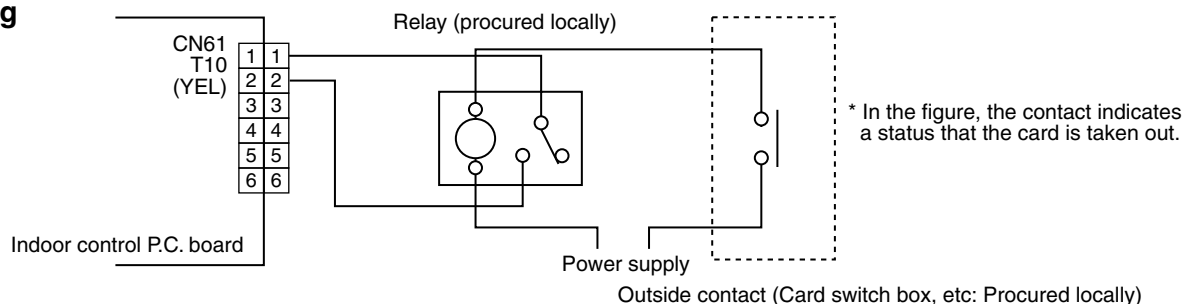 g
Relay (procured locally)
CN61
T10
(YEL)
1 1
2 2
3 3
4 4
5 5
6 6
* In the figure, the contact indicates
a status that the card is taken out.
Indoor control P.C. board
Power supply
Outside contact (Card switch box, etc: Procured locally)